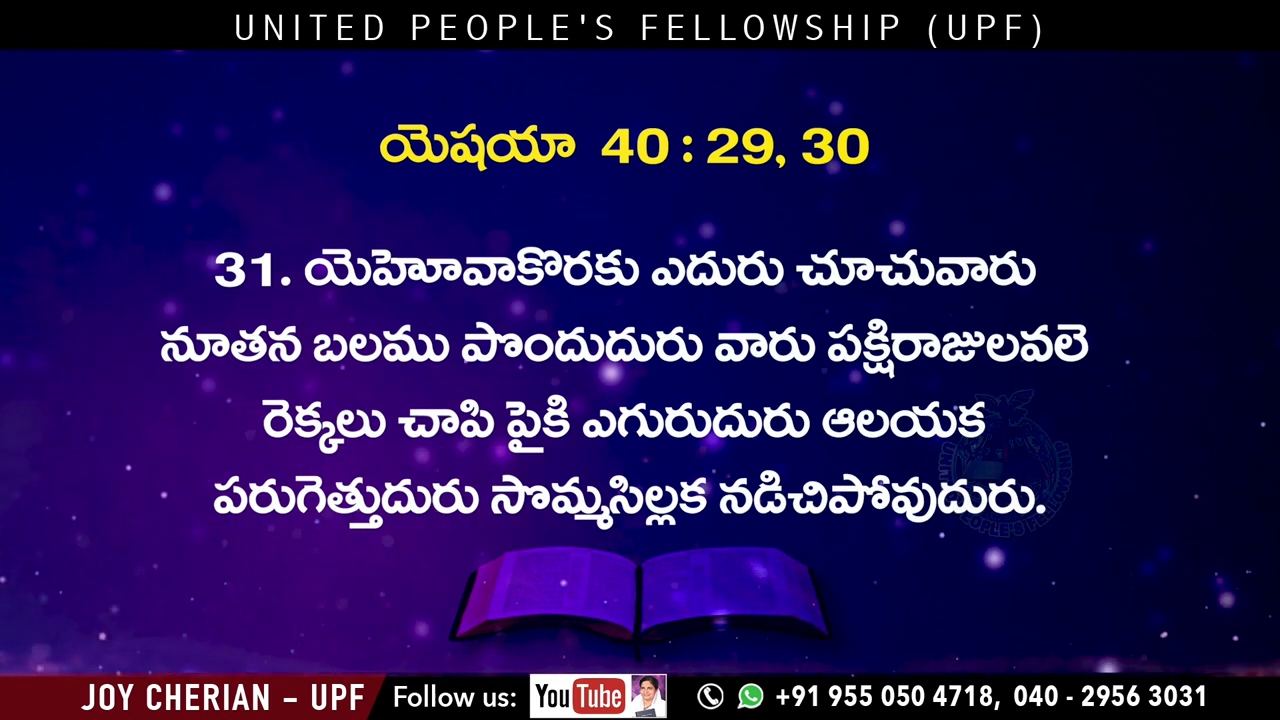 UNITED PEOPLE'S FELLOWSHIP (UPF)
యెషయా 40 : 29, 30
31. యెహెూవాకొరకు ఎదురు చూచువారు
నూతన బలము పొందుదురు వారు పక్షిరాజులవలె
రెక్కలు చాపి పైకి ఎగురుదురు ఆలయక
పరుగెత్తుదురు సొమ్మసిల్లక నడిచిపోవుదురు.
JOY CHERIAN – UPF Follow us: YouTube +91 955 050 4718, 040 - 2956 3031